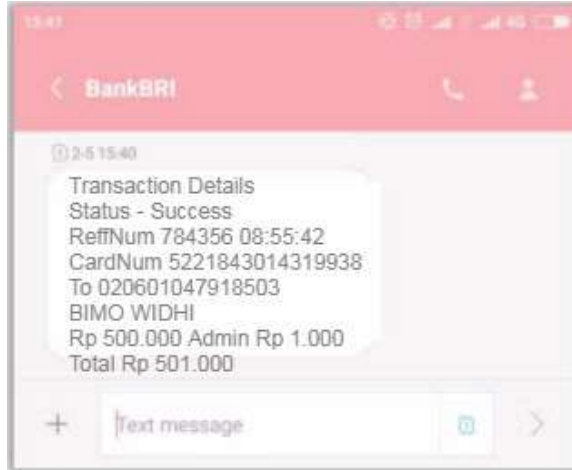 15:41
4G
BankBRI
2-5 15:40
Transaction Details
Status - Success
ReffNum 784356 08:55:42
CardNum 5221843014319938
To 020601047918503
BIMO WIDHI
Rp 500.000 Admin Rp 1.000
Total Rp 501.000
Text message